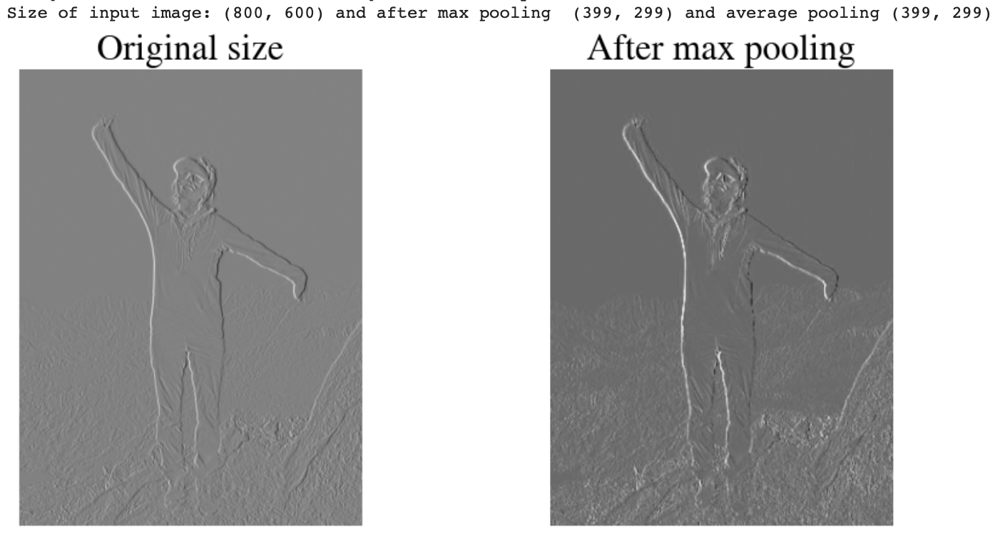 Size of input image: (800, 600) and after max pooling  (399, 299) and average pooling (399, 299)
Original size
After max pooling